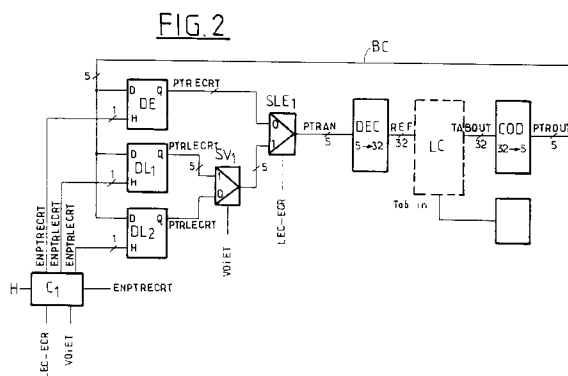 FIG.2
BC
5
D Q
DE
H
1
PTRECRT
SLE1
0
1
PTRAN
5
DEC
5→32
REF
32
LC
TABOUT
32
COD
32→5
PTROUT
5
D Q
DL1
H
1
PTRLECRT
5
SV1
1
0
5
D Q
DL2
H
1
PTRLECRT
VOiET
LEC-ECR
Tab in
ENPTRECRT
ENPTRLECRT
ENPTRLECRT
H
C1
ENPTRECRT
LEC-ECR
VOiET